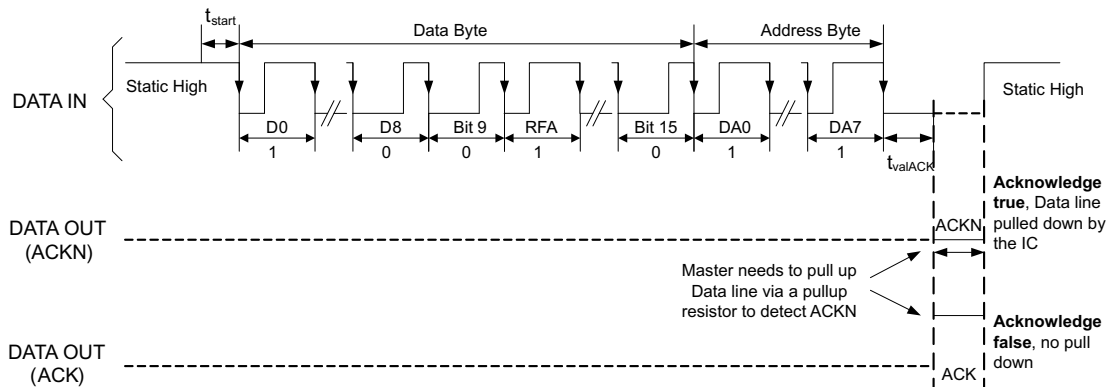 t_start
Data Byte
Address Byte
DATA IN
Static High
Static High
D0
D8
Bit 9
RFA
Bit 15
DA0
DA7
1
0
0
1
0
1
1
t_valACK
Acknowledge
true, Data line
pulled down by
the IC
DATA OUT
(ACKN)
ACKN
Master needs to pull up
Data line via a pullup
resistor to detect ACKN
Acknowledge
false, no pull
down
DATA OUT
(ACK)
ACK